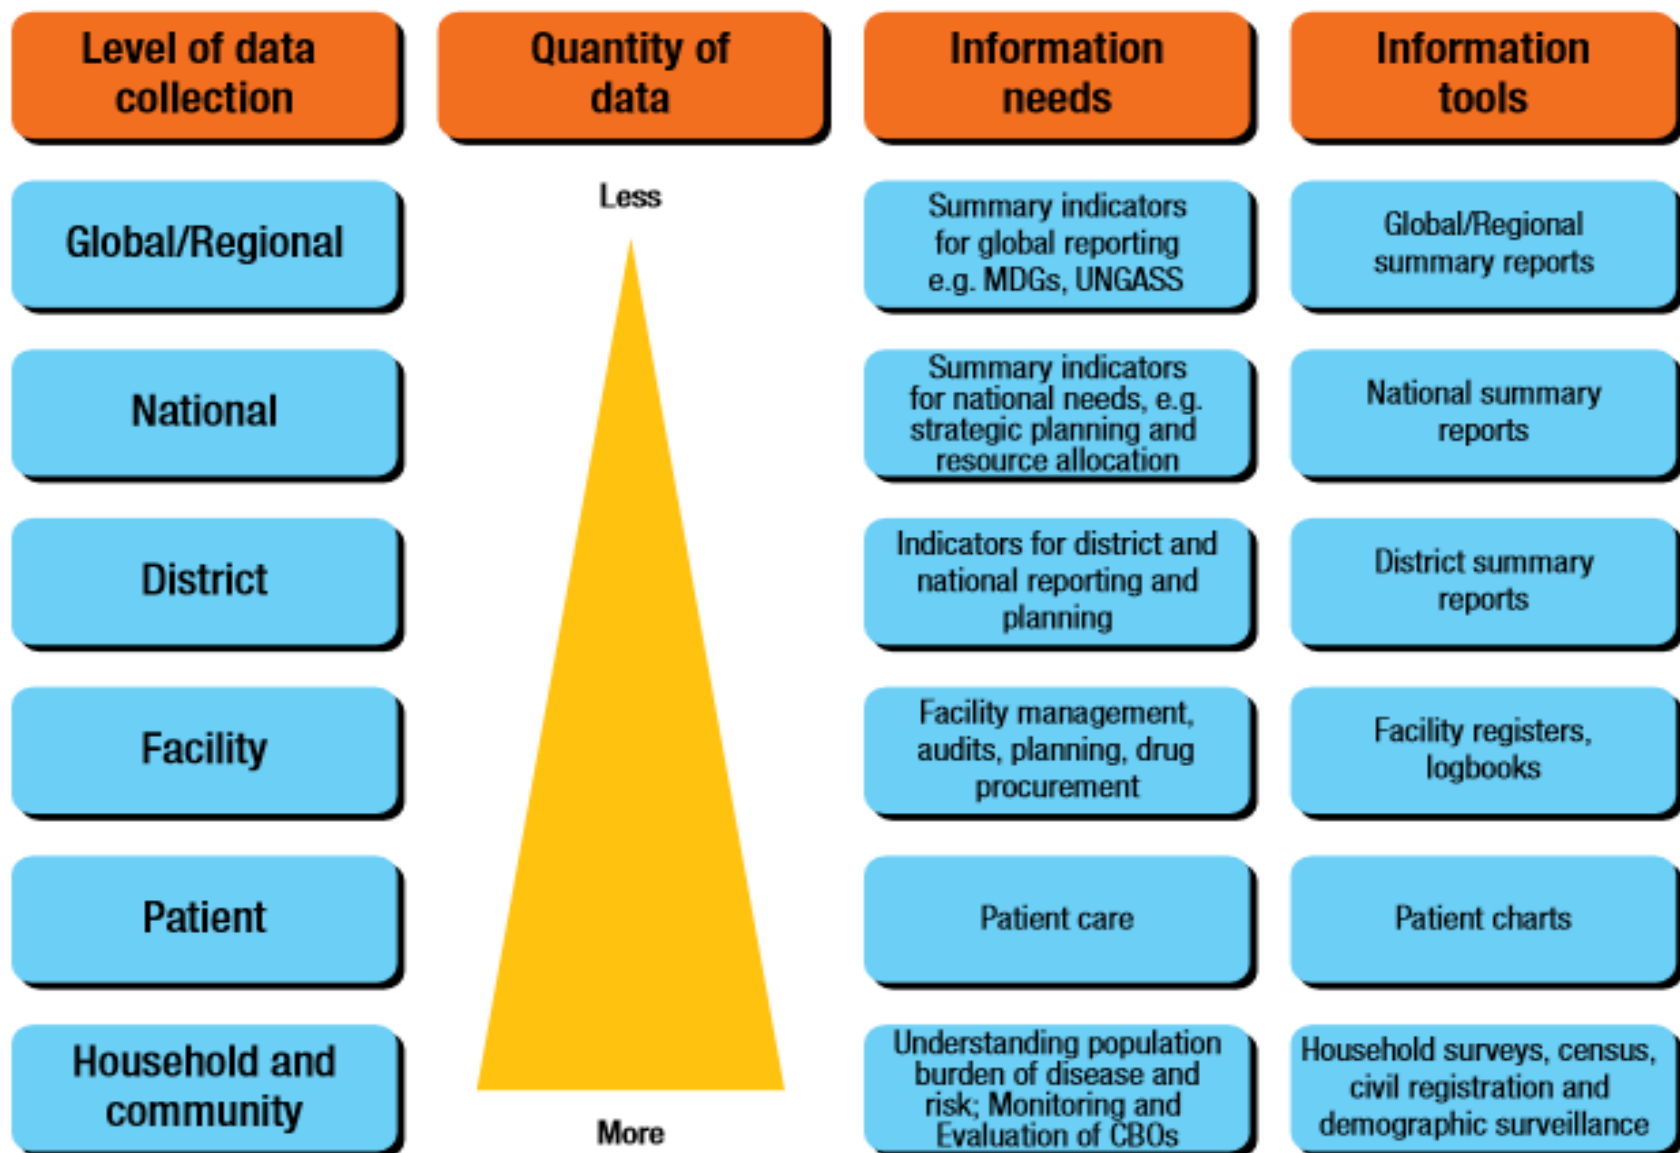 Level of data
collection
Quantity of
data
Information
needs
Information
tools
Global/Regional
Less
Summary indicators
for global reporting
e.g. MDGs, UNGASS
Global/Regional
summary reports
National
Summary indicators
for national needs, e.g.
strategic planning and
resource allocation
National summary
reports
District
Indicators for district and
national reporting and
planning
District summary
reports
Facility
Facility management,
audits, planning, drug
procurement
Facility registers,
logbooks
Patient
Patient care
Patient charts
Household and
community
More
Understanding population
burden of disease and
risk; Monitoring and
Evaluation of CBOs
Household surveys, census,
civil registration and
demographic surveillance